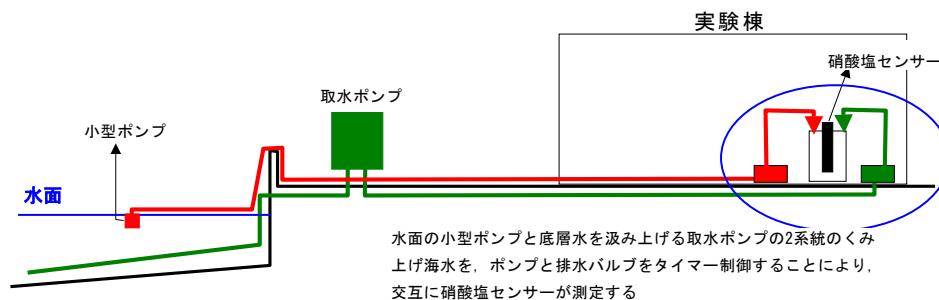 実験棟
硝酸塩センサー
取水ポンプ
小型ポンプ
水面
水面の小型ポンプと底層水を汲み上げる取水ポンプの2系統のくみ
上げ海水を，ポンプと排水バルブをタイマー制御することにより，
交互に硝酸塩センサーが測定する